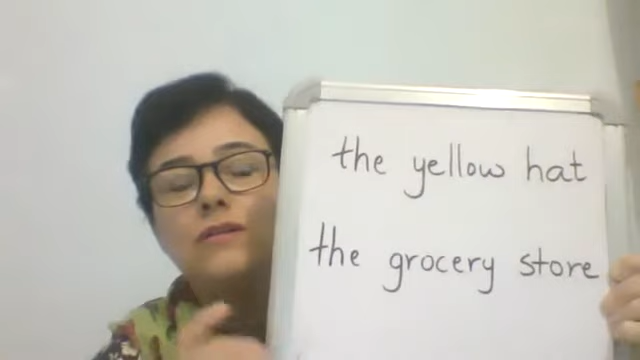 the yellow hat
the grocery store